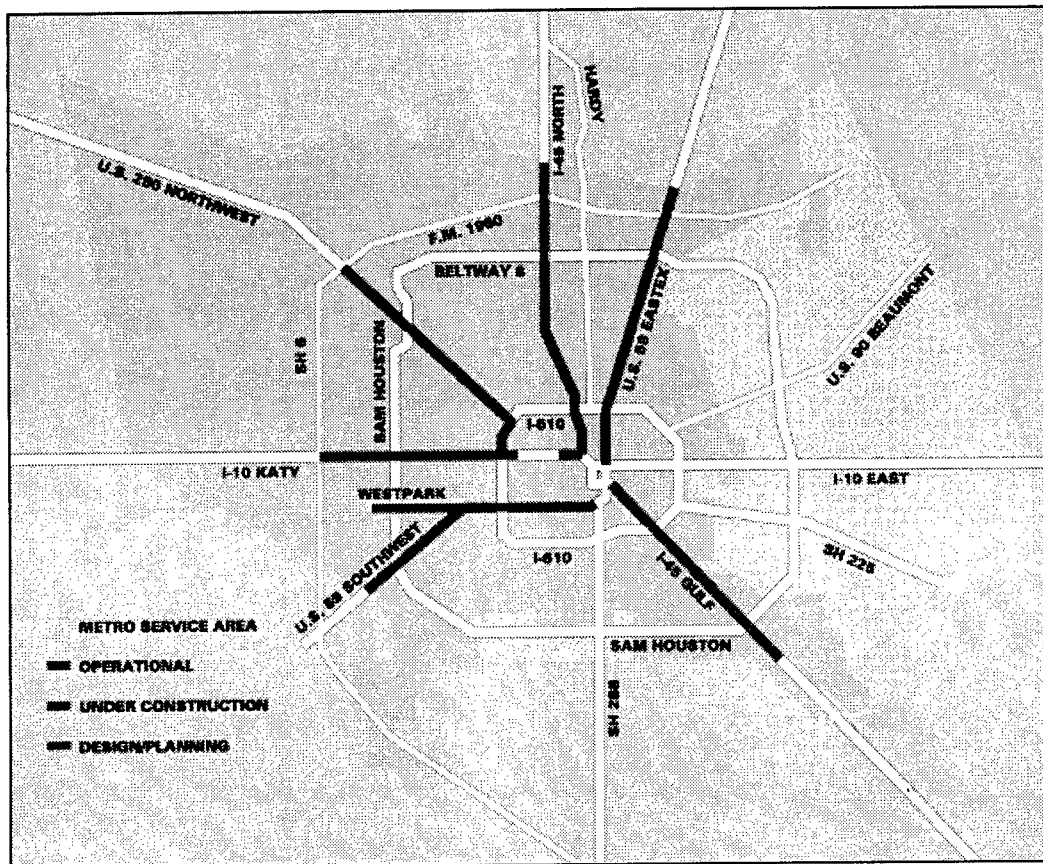 HARDY
I-45 NORTH
U.S. 290 NORTHWEST
F.M. 1960
BELTWAY 8
U.S. 59 EASTEX
U.S. 90 BEAUMONT
SH 6
SAM HOUSTON
I-610
I-10 KATY
I-10 EAST
WESTPARK
U.S. 59 SOUTHWEST
I-610
I-45 GULF
SH 225
METRO SERVICE AREA
SAM HOUSTON
OPERATIONAL
SH 288
UNDER CONSTRUCTION
DESIGN/PLANNING